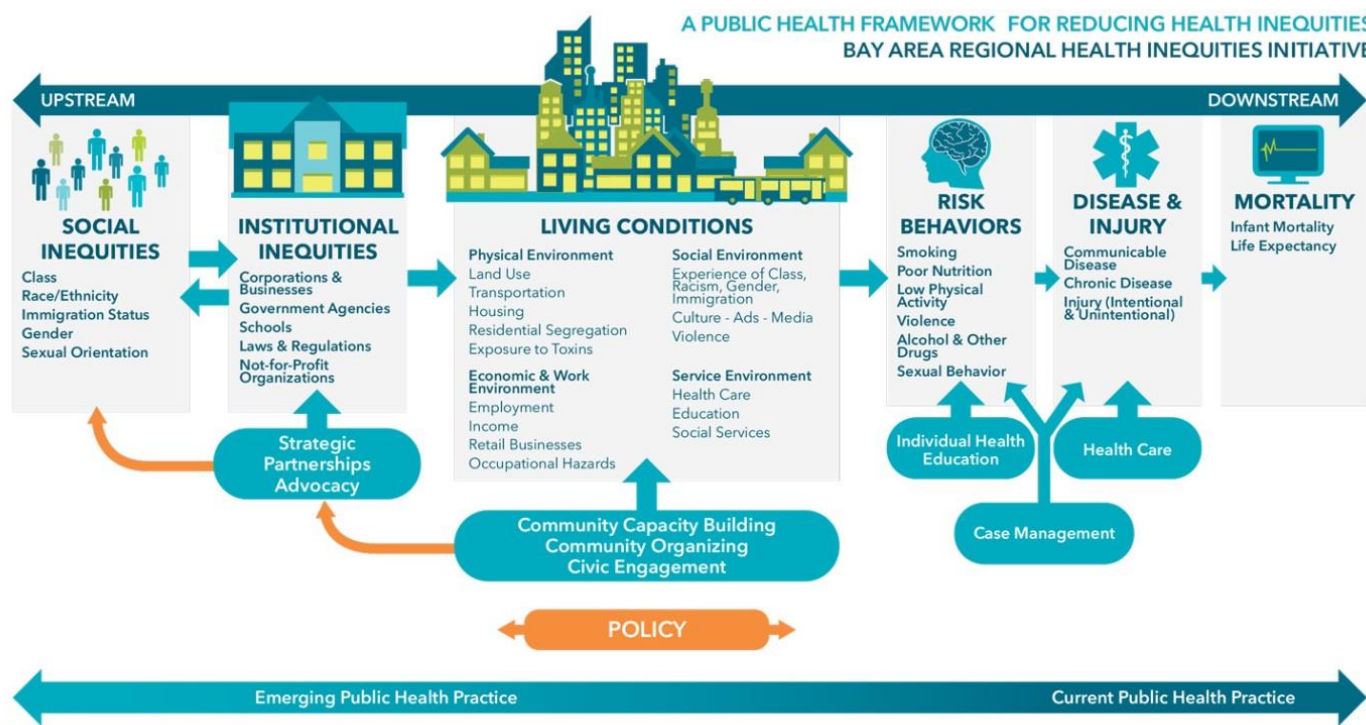 A PUBLIC HEALTH FRAMEWORK FOR REDUCING HEALTH INEQUITIES
BAY AREA REGIONAL HEALTH INEQUITIES INITIATIVE
UPSTREAM
DOWNSTREAM
SOCIAL
INEQUITIES
Class
Race/Ethnicity
Immigration Status
Gender
Sexual Orientation
INSTITUTIONAL
INEQUITIES
Corporations &
Businesses
Government Agencies
Schools
Laws & Regulations
Not-for-Profit
Organizations
LIVING CONDITIONS
Physical Environment
Land Use
Transportation
Housing
Residential Segregation
Exposure to Toxins
Economic & Work
Environment
Employment
Income
Retail Businesses
Occupational Hazards
Social Environment
Experience of Class,
Racism, Gender,
Immigration
Culture - Ads - Media
Violence
Service Environment
Health Care
Education
Social Services
RISK
BEHAVIORS
Smoking
Poor Nutrition
Low Physical
Activity
Violence
Alcohol & Other
Drugs
Sexual Behavior
DISEASE &
INJURY
Communicable
Disease
Chronic Disease
Injury (Intentional
& Unintentional)
MORTALITY
Infant Mortality
Life Expectancy
Strategic
Partnerships
Advocacy
Community Capacity Building
Community Organizing
Civic Engagement
Individual Health
Education
Health Care
Case Management
POLICY
Emerging Public Health Practice
Current Public Health Practice